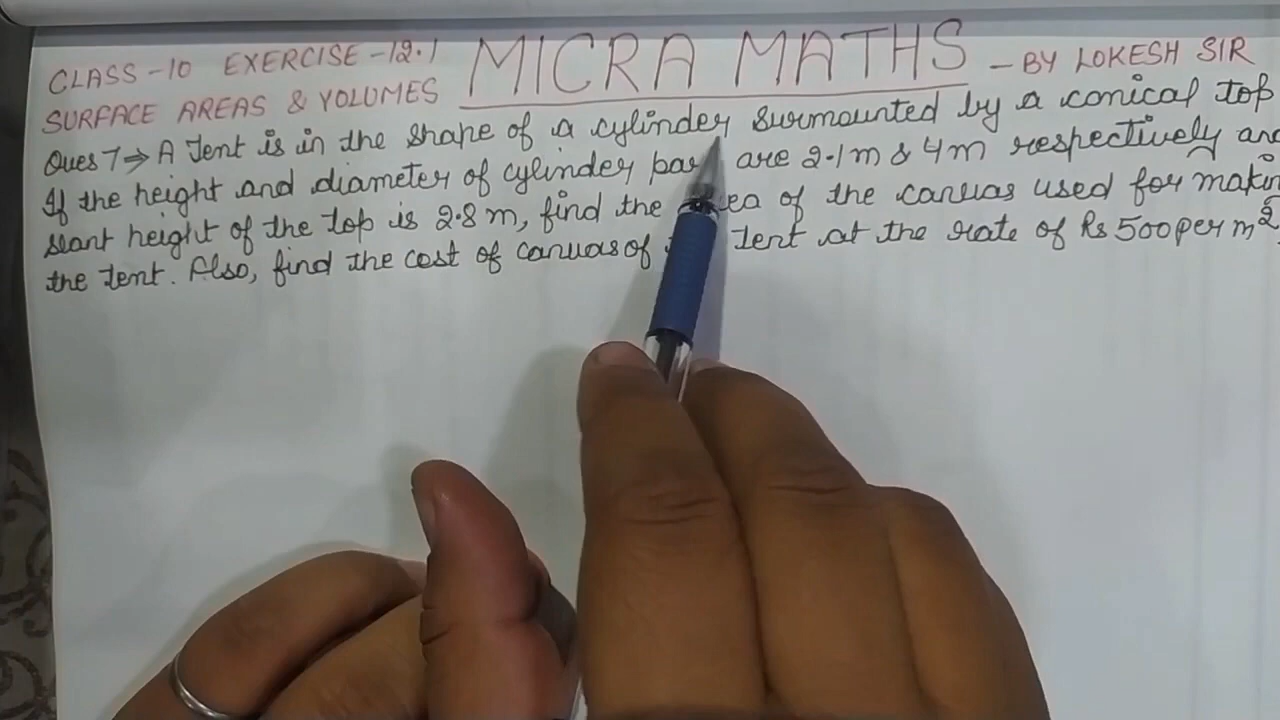 CLASS-10 EXERCISE-12.1 MICRA MATHS - BY LOKESH SIR
SURFACE AREAS & VOLUMES
Ques 7⇒ A Tent is in the shape of a cylinder surmounted by a conical top
If the height and diameter of cylinder are 2.1m & 4m respectively and
slant height of the top is 2.8 m, find the of the canvas used for
the tent. Also, find the cost of canvas of tent at the rate of Rs 500 per m².